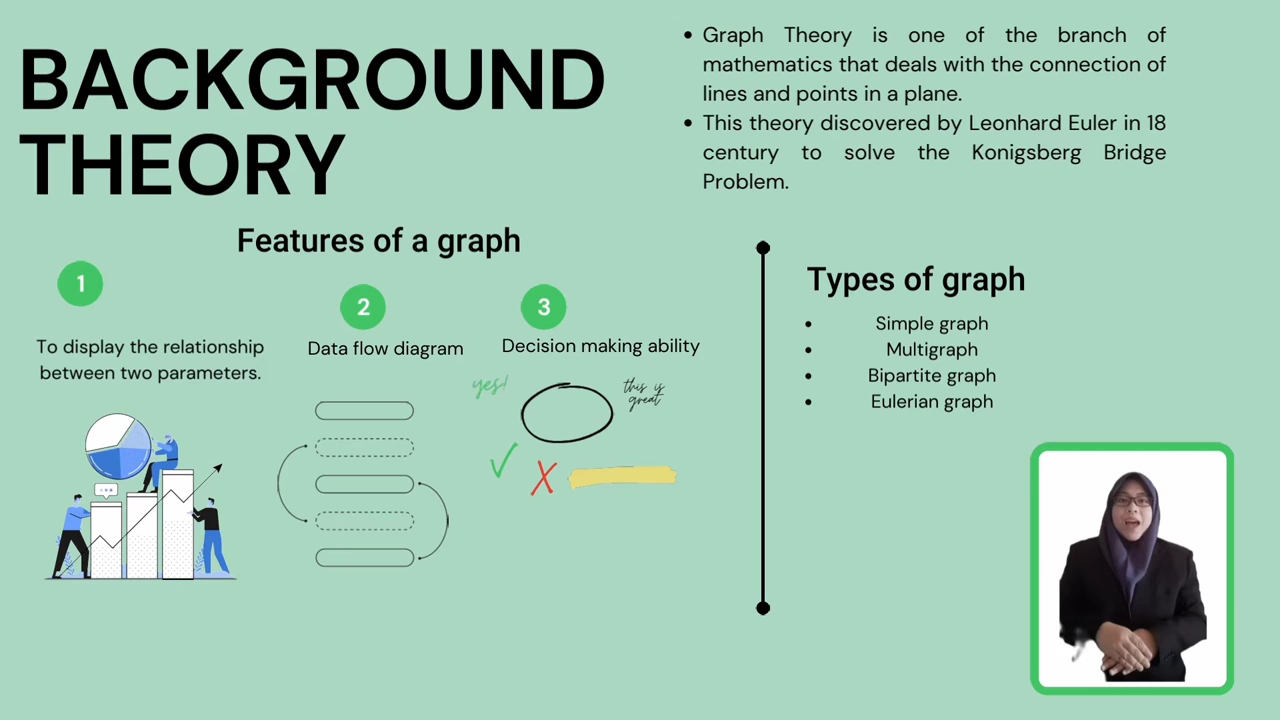 BACKGROUND
THEORY
Graph Theory is one of the branch of
mathematics that deals with the connection of
lines and points in a plane.
This theory discovered by Leonhard Euler in 18
century to solve the Konigsberg Bridge
Problem.
Features of a graph
1
To display the relationship
between two parameters.
2
Data flow diagram
3
Decision making ability
yes!
this is
great
Types of graph
Simple graph
Multigraph
Bipartite graph
Eulerian graph